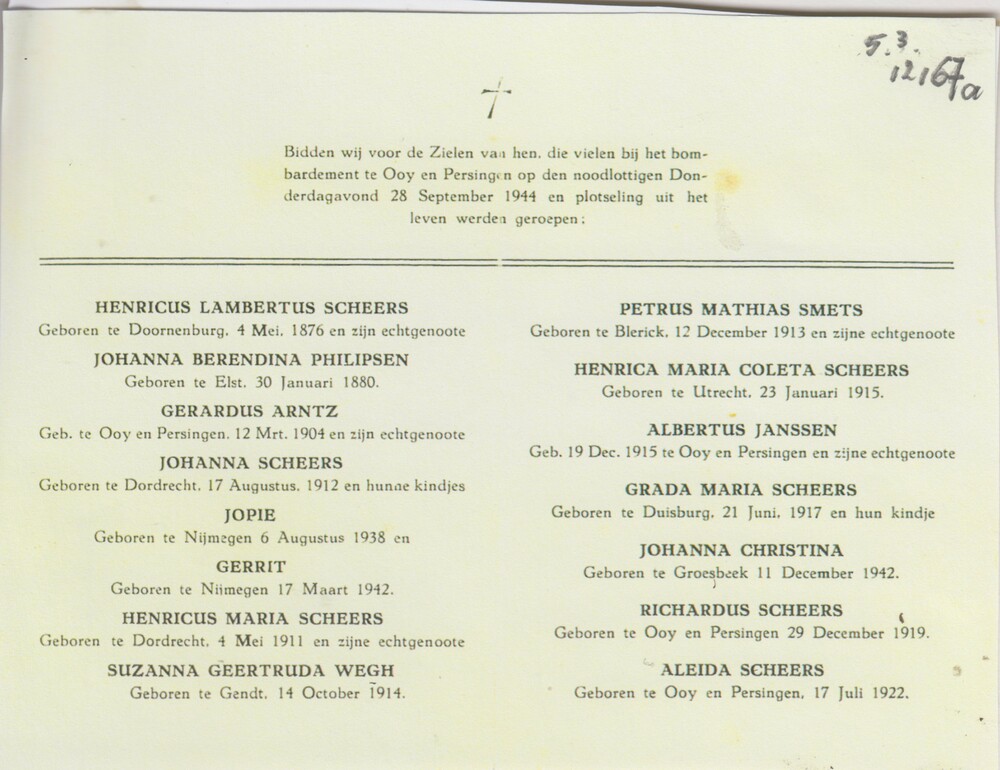 5.3.
12167a
Bidden wij voor de Zielen van hen, die vielen bij het bom-
bardement te Ooy en Persingen op den noodlottigen Don-
derdagavond 28 September 1944 en plotseling uit het
leven werden geroepen:
HENRICUS LAMBERTUS SCHEERS
Geboren te Doornenburg, 4 Mei, 1876 en zijn echtgenoote
JOHANNA BERENDINA PHILIPSEN
Geboren te Elst, 30 Januari 1880.
GERARDUS ARNTZ
Geb. te Ooy en Persingen, 12 Mrt. 1904 en zijn echtgenoote
JOHANNA SCHEERS
Geboren te Dordrecht, 17 Augustus, 1912 en hunne kindjes
JOPIE
Geboren te Nijmegen 6 Augustus 1938 en
GERRIT
Geboren te Nijmegen 17 Maart 1942.
HENRICUS MARIA SCHEERS
Geboren te Dordrecht, 4 Mei 1911 en zijne echtgenoote
SUZANNA GEERTRUDA WEGH
Geboren te Gendt, 14 October 1914.
PETRUS MATHIAS SMETS
Geboren te Blerick, 12 December 1913 en zijne echtgenoote
HENRICA MARIA COLETA SCHEERS
Geboren te Utrecht, 23 Januari 1915.
ALBERTUS JANSSEN
Geb. 19 Dec. 1915 te Ooy en Persingen en zijne echtgenoote
GRADA MARIA SCHEERS
Geboren te Duisburg, 21 Juni, 1917 en hun kindje
JOHANNA CHRISTINA
Geboren te Groesbeek 11 December 1942.
RICHARDUS SCHEERS
Geboren te Ooy en Persingen 29 December 1919.
ALEIDA SCHEERS
Geboren te Ooy en Persingen, 17 Juli 1922.